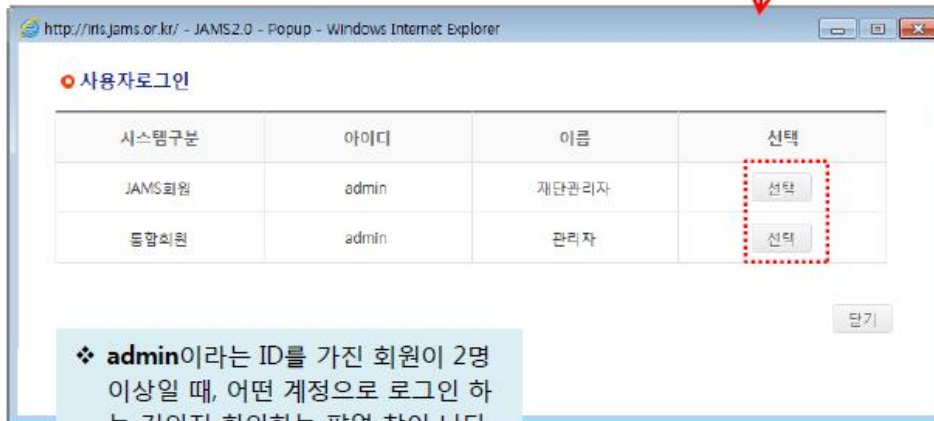 http://iris.jams.or.kr/ - JAMS2.0 - Popup - Windows Internet Explorer
사용자로그인
시스템구분 아이디 이름 선택
JAMS회원 admin 재단관리자 선택
통합회원 admin 관리자 선택
닫기
❖ admin이라는 ID를 가진 회원이 2명
이상일 때, 어떤 계정으로 로그인 하